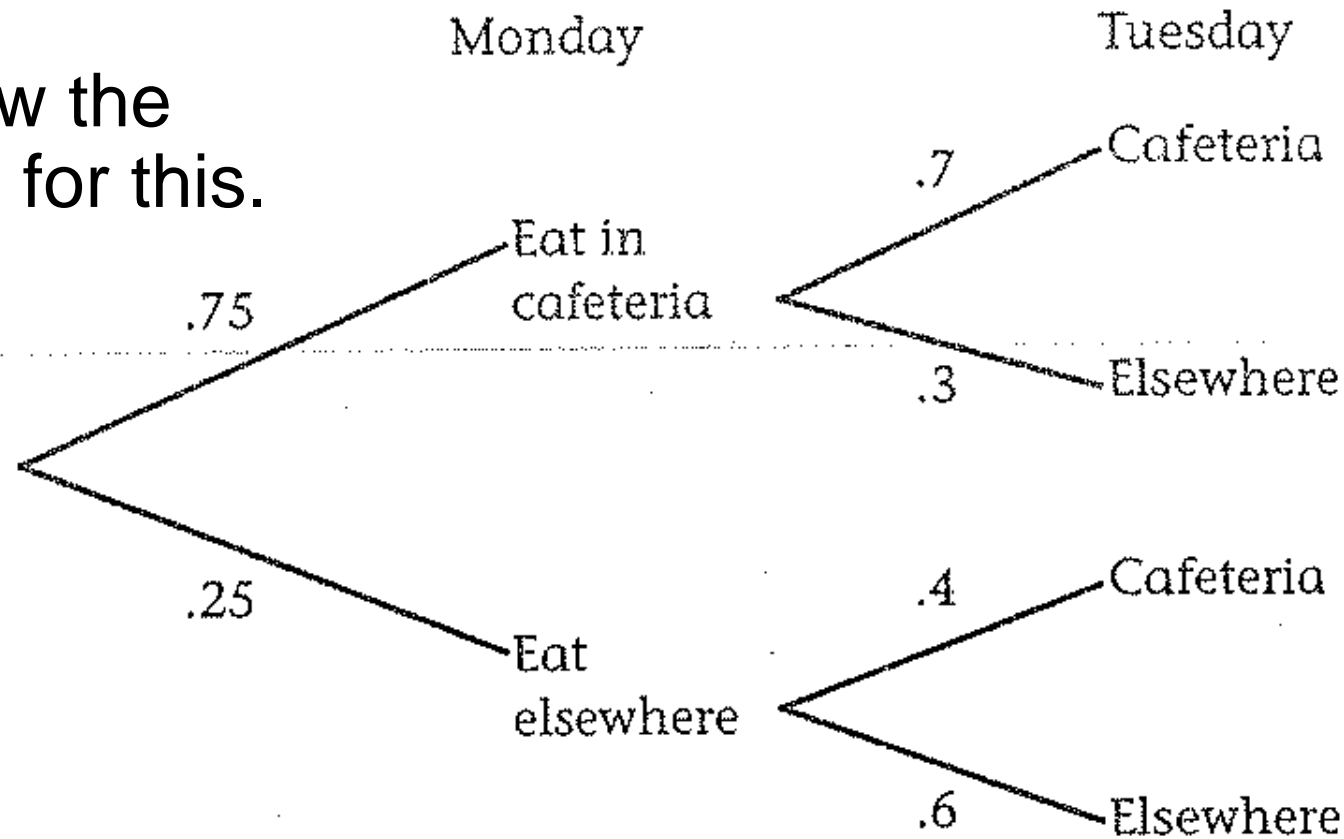 Monday
Tuesday
w the
for this.
Cafeteria
.7
Eat in
cafeteria
.75
.3
Elsewhere
.25
.4
Cafeteria
Eat
elsewhere
.6
Elsewhere